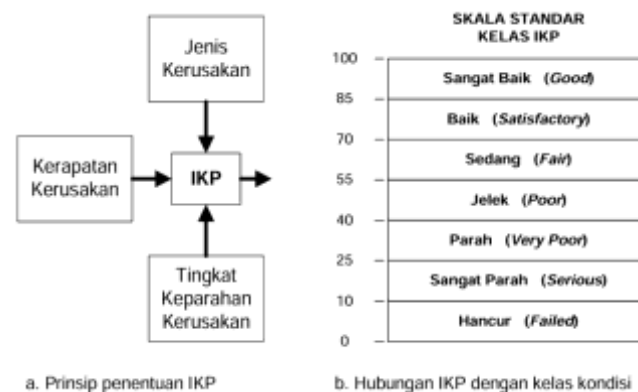 Jenis
Kerusakan
Kerapatan
Kerusakan
IKP
Tingkat
Keparahan
Kerusakan
a. Prinsip penentuan IKP
SKALA STANDAR
KELAS IKP
100
Sangat Baik (Good)
85
Baik (Satisfactory)
70
Sedang (Fair)
55
Jelek (Poor)
40
Parah (Very Poor)
25
Sangat Parah (Serious)
10
Hancur (Failed)
0
b. Hubungan IKP dengan kelas kondisi